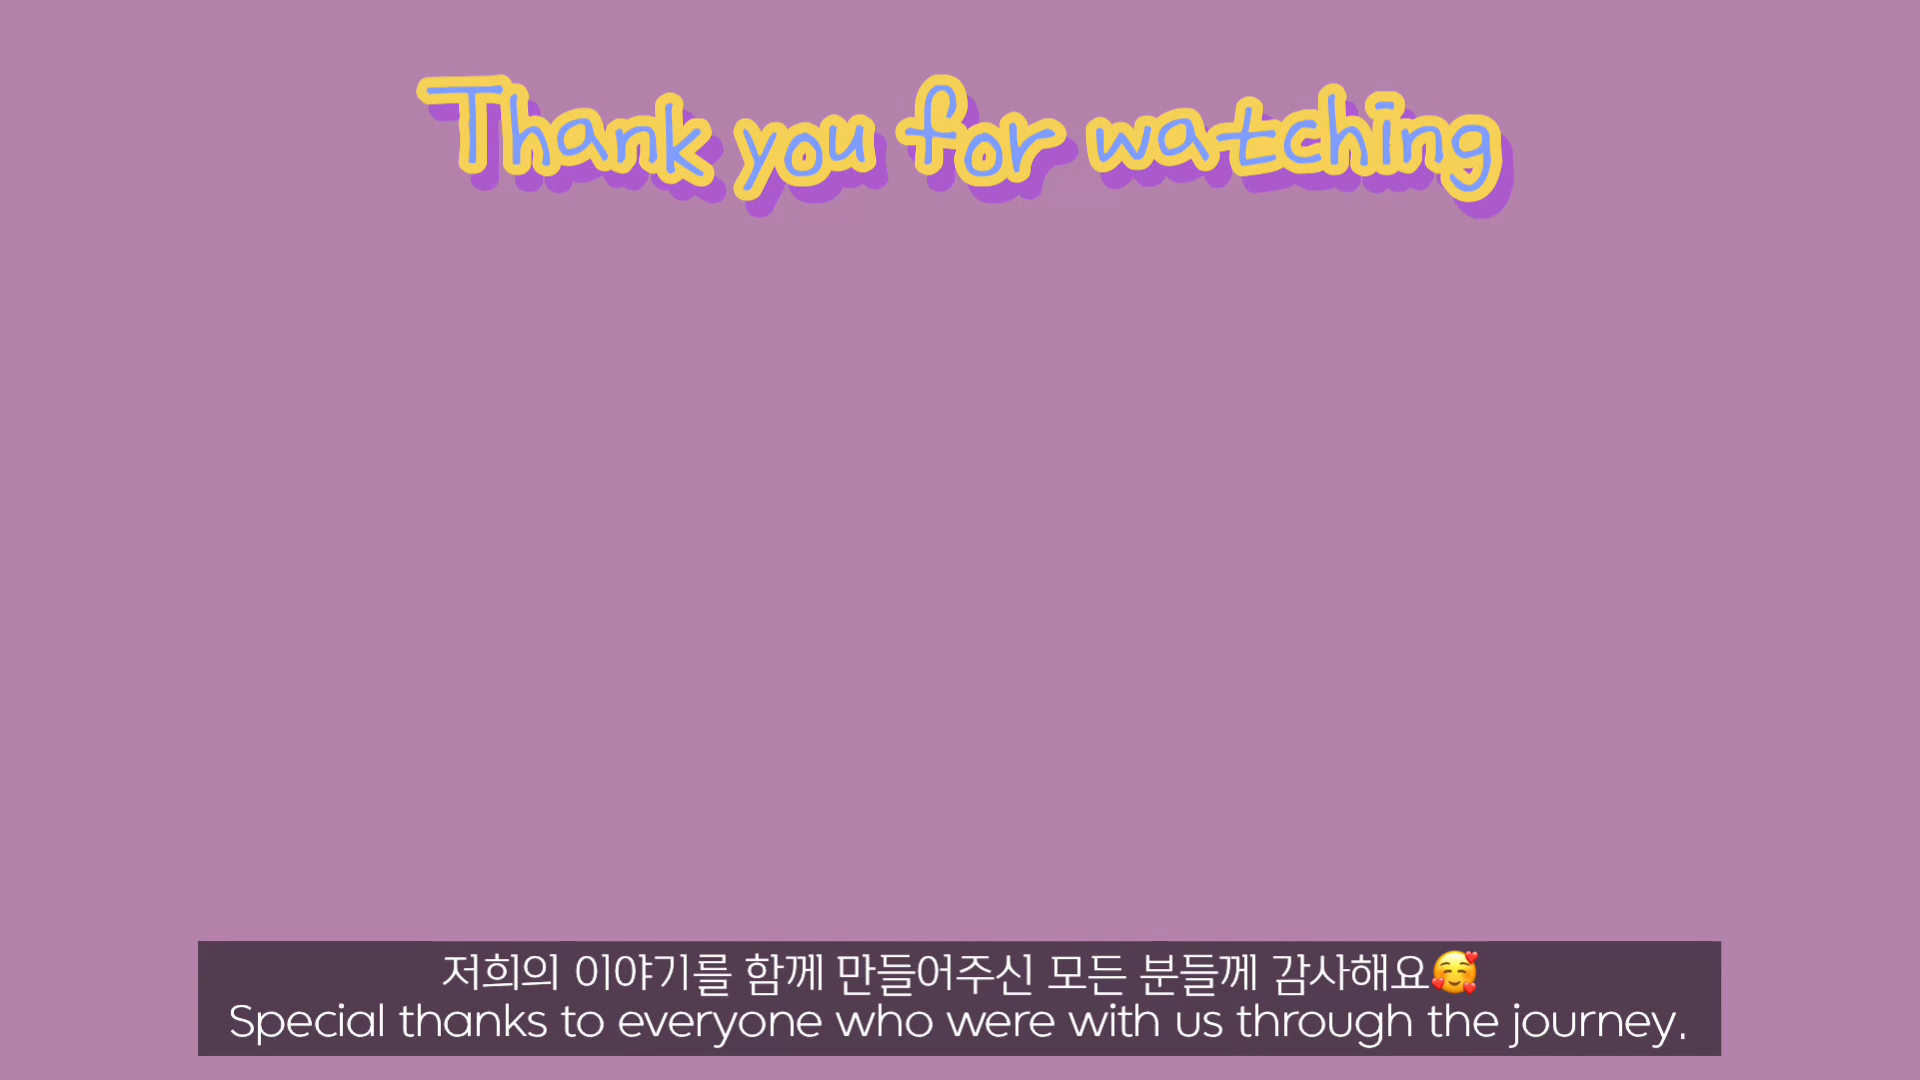 Thank you for watching
저희의 이야기를 함께 만들어주신 모든 분들께 감사해요🥰
Special thanks to everyone who were with us through the journey.